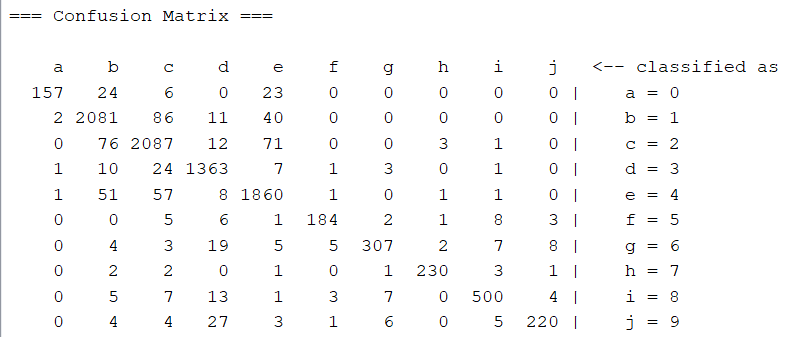 === Confusion Matrix ===
a b c d e f g h i j <-- classified as
157 24 6 0 23 0 0 0 0 0 | a = 0
2 2081 86 11 40 0 0 0 0 0 | b = 1
0 76 2087 12 71 0 0 3 1 0 | c = 2
1 10 24 1363 7 1 3 0 1 0 | d = 3
1 51 57 8 1860 1 0 1 1 0 | e = 4
0 0 5 6 1 184 2 1 8 3 | f = 5
0 4 3 19 5 5 307 2 7 8 | g = 6
0 2 2 0 1 0 1 230 3 1 | h = 7
0 5 7 13 1 3 7 0 500 4 | i = 8
0 4 4 27 3 1 6 0 5 220 | j = 9